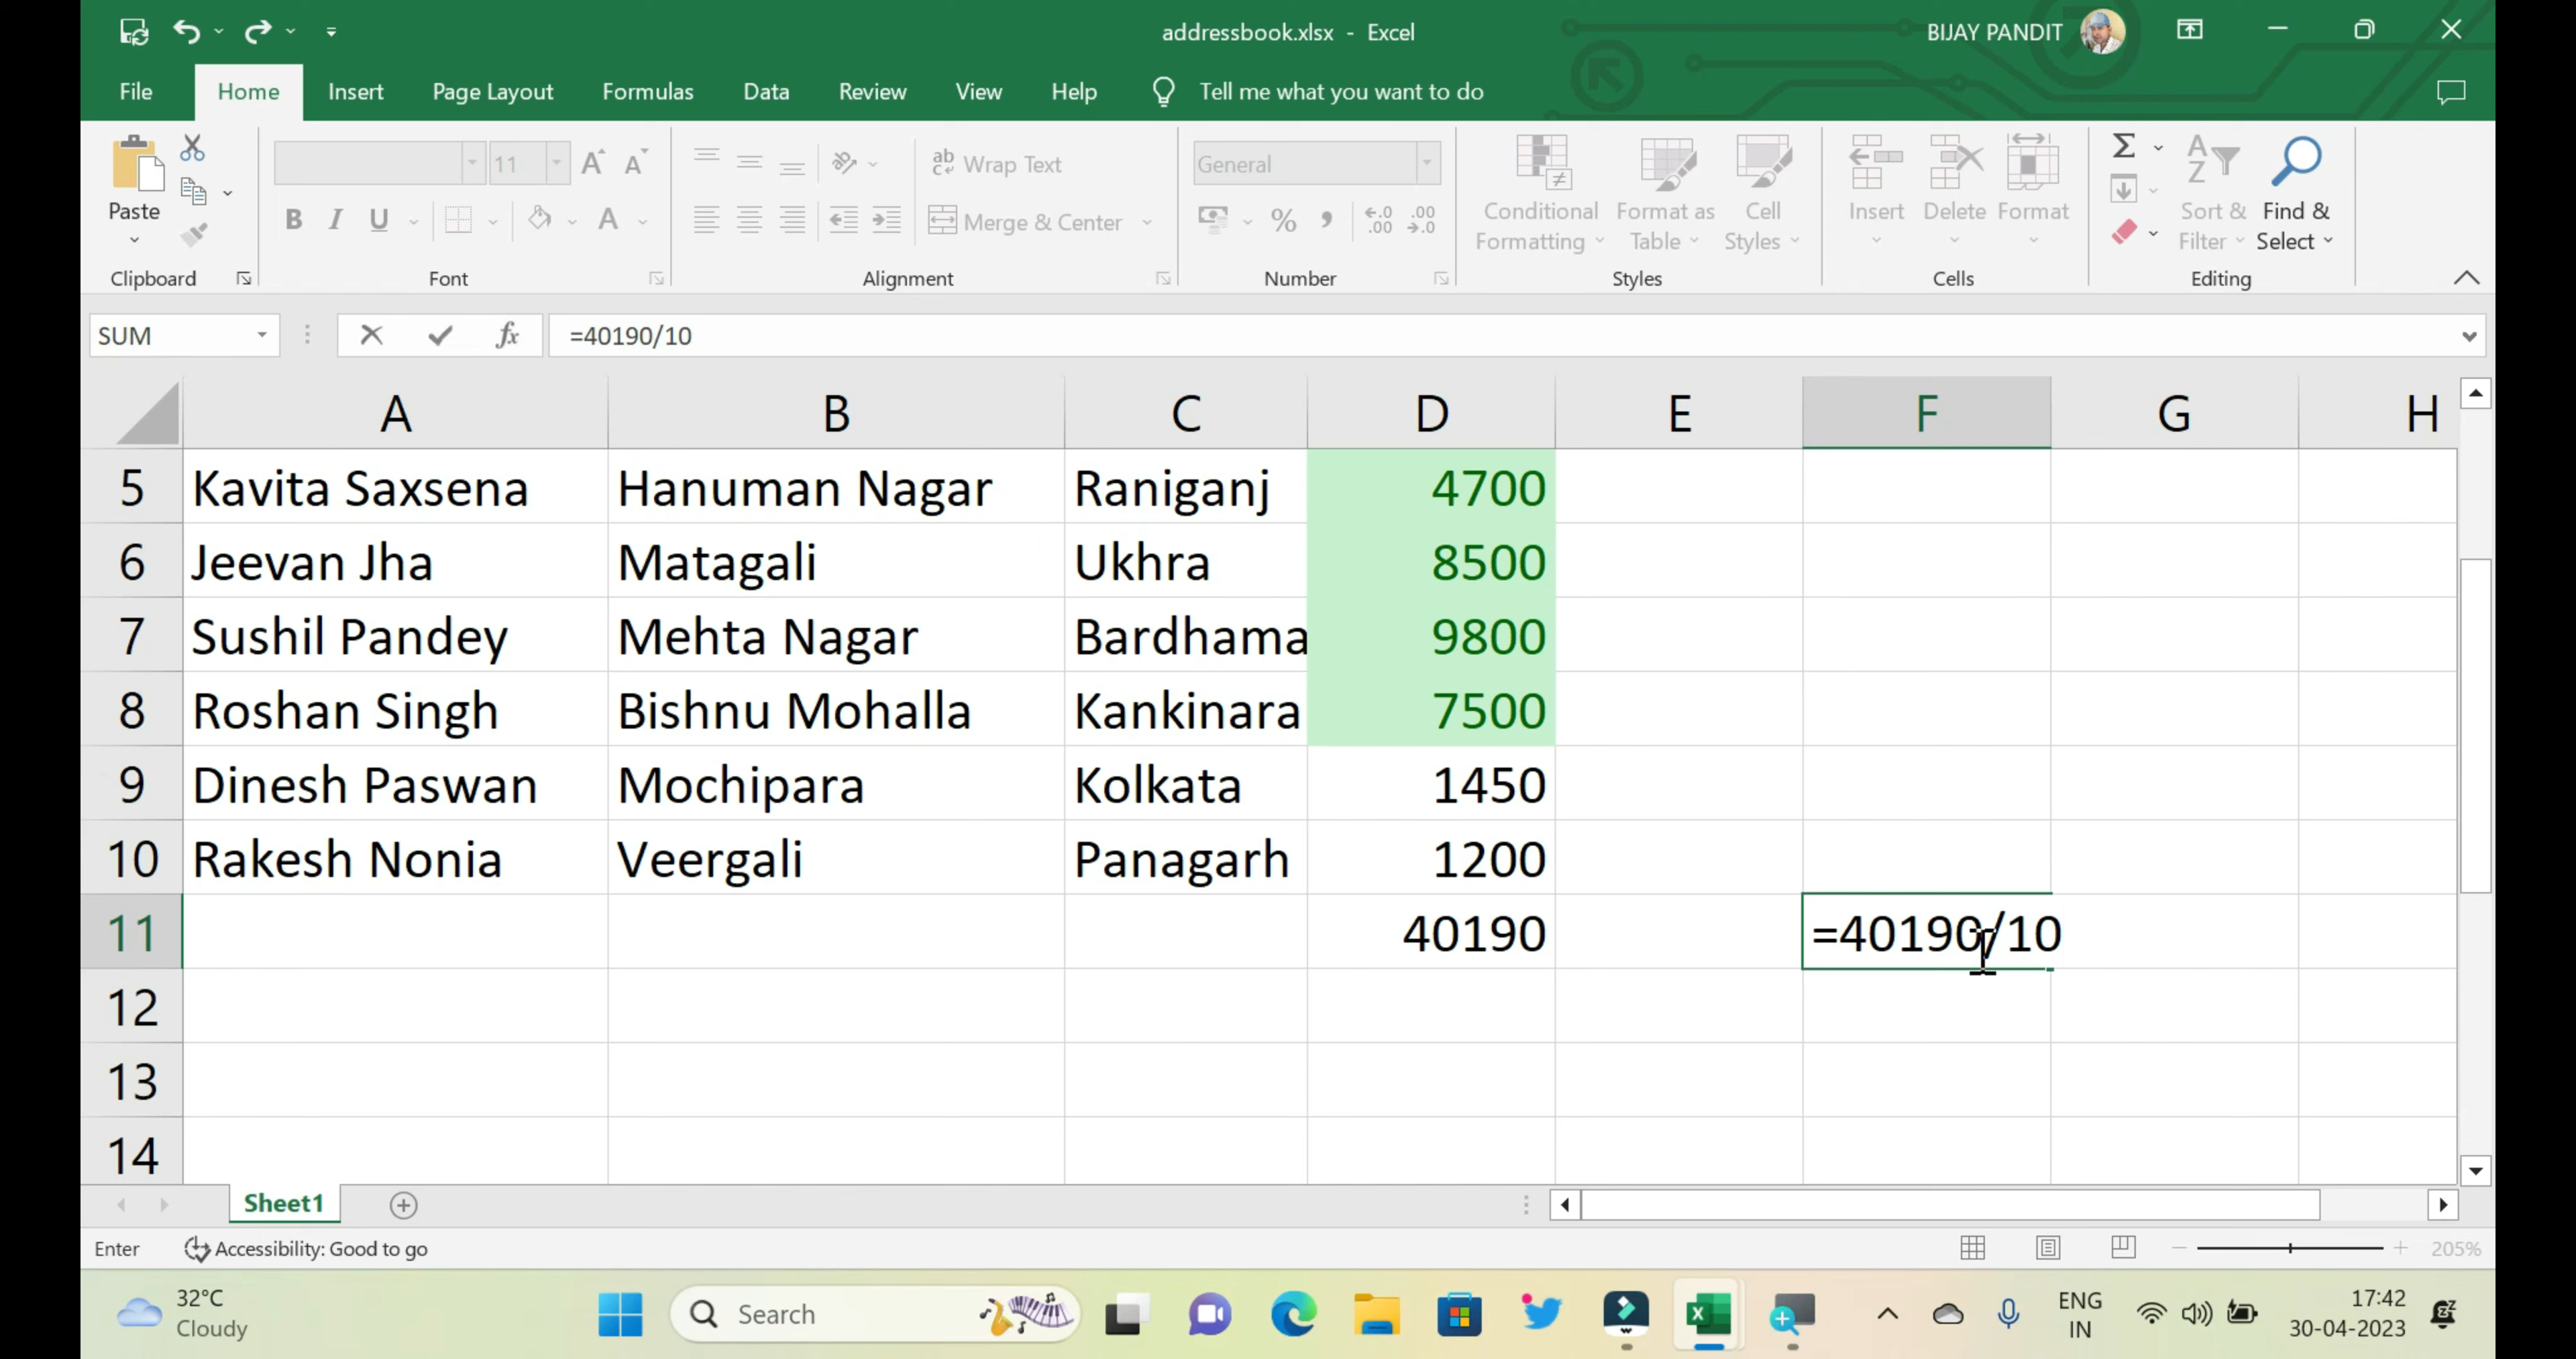 addressbook.xlsx - Excel
BIJAY PANDIT
File Home Insert Page Layout Formulas Data Review View Help Tell me what you want to do
Paste
Clipboard
11
A A
B I U A
Font
ab Wrap Text
Merge & Center
Alignment
General
% , .0 .00 .00 .0
Number
Conditional Formatting
Format as Table
Cell Styles
Styles
Insert Delete Format
Cells
Σ
Sort & Filter
Find & Select
Editing
SUM fx =40190/10
A B C D E F G H
5 Kavita Saxsena Hanuman Nagar Raniganj 4700
6 Jeevan Jha Matagali Ukhra 8500
7 Sushil Pandey Mehta Nagar Bardhama 9800
8 Roshan Singh Bishnu Mohalla Kankinara 7500
9 Dinesh Paswan Mochipara Kolkata 1450
10 Rakesh Nonia Veergali Panagarh 1200
11 40190 =40190/10
12
13
14
Sheet1
Enter Accessibility: Good to go 205%
32°C
Cloudy
Search
ENG
IN
17:42
30-04-2023